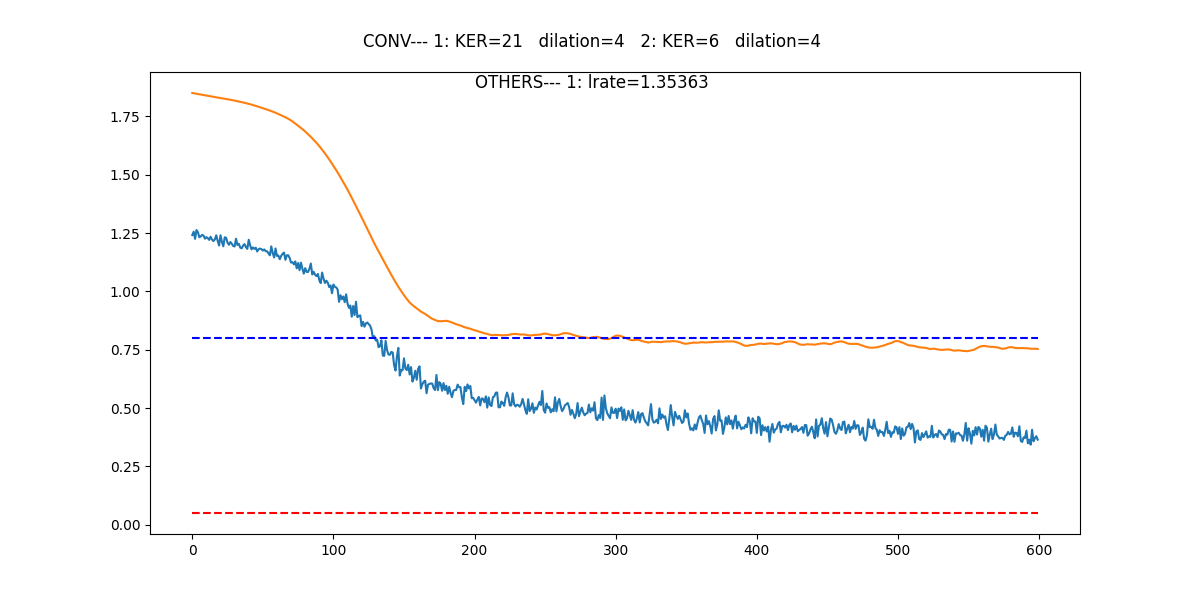 CONV--- 1: KER=21   dilation=4   2: KER=6   dilation=4
OTHERS--- 1: lrate=1.35363
1.75
1.50
1.25
1.00
0.75
0.50
0.25
0.00
0 100 200 300 400 500 600